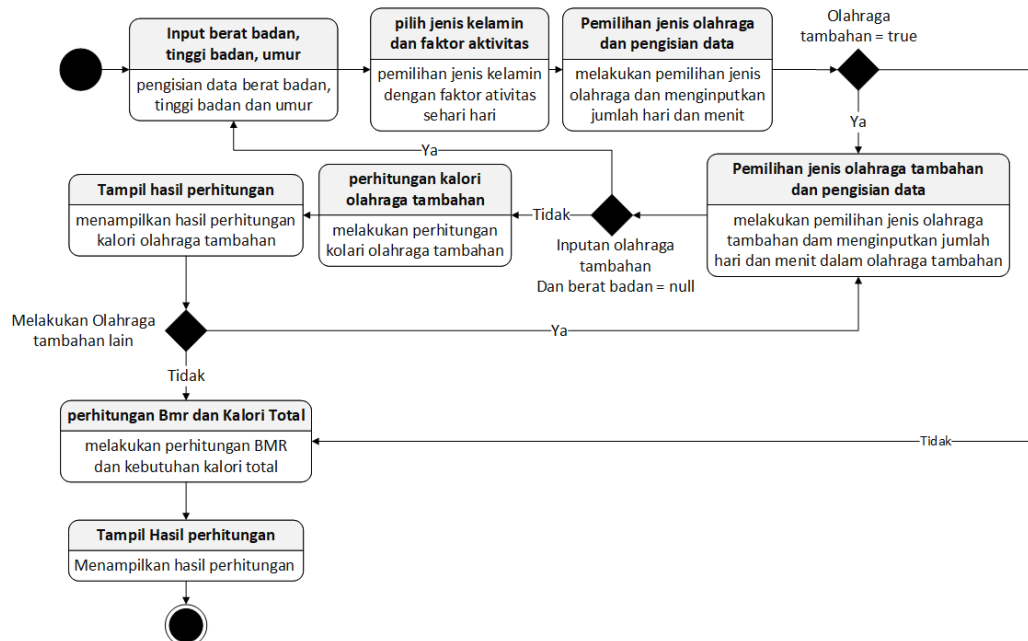 Input berat badan,
tinggi badan, umur
pengisian data berat badan,
tinggi badan dan umur
pilih jenis kelamin
dan faktor aktivitas
pemilihan jenis kelamin
dengan faktor ativitas
sehari hari
Pemilihan jenis olahraga
dan pengisian data
melakukan pemilihan jenis
olahraga dan menginputkan
jumlah hari dan menit
Olahraga
tambahan = true
Ya
Ya
Tampil hasil perhitungan
menampilkan hasil perhitungan
kalori olahraga tambahan
perhitungan kalori
olahraga tambahan
melakukan perhitungan
kolari olahraga tambahan
Tidak
Inputan olahraga
tambahan
Dan berat badan = null
Pemilihan jenis olahraga tambahan
dan pengisian data
melakukan pemilihan jenis olahraga
tambahan dam menginputkan jumlah
hari dan menit dalam olahraga tambahan
Melakukan Olahraga
tambahan lain
Ya
Tidak
perhitungan Bmr dan Kalori Total
melakukan perhitungan BMR
dan kebutuhan kalori total
Tidak
Tampil Hasil perhitungan
Menampilkan hasil perhitungan